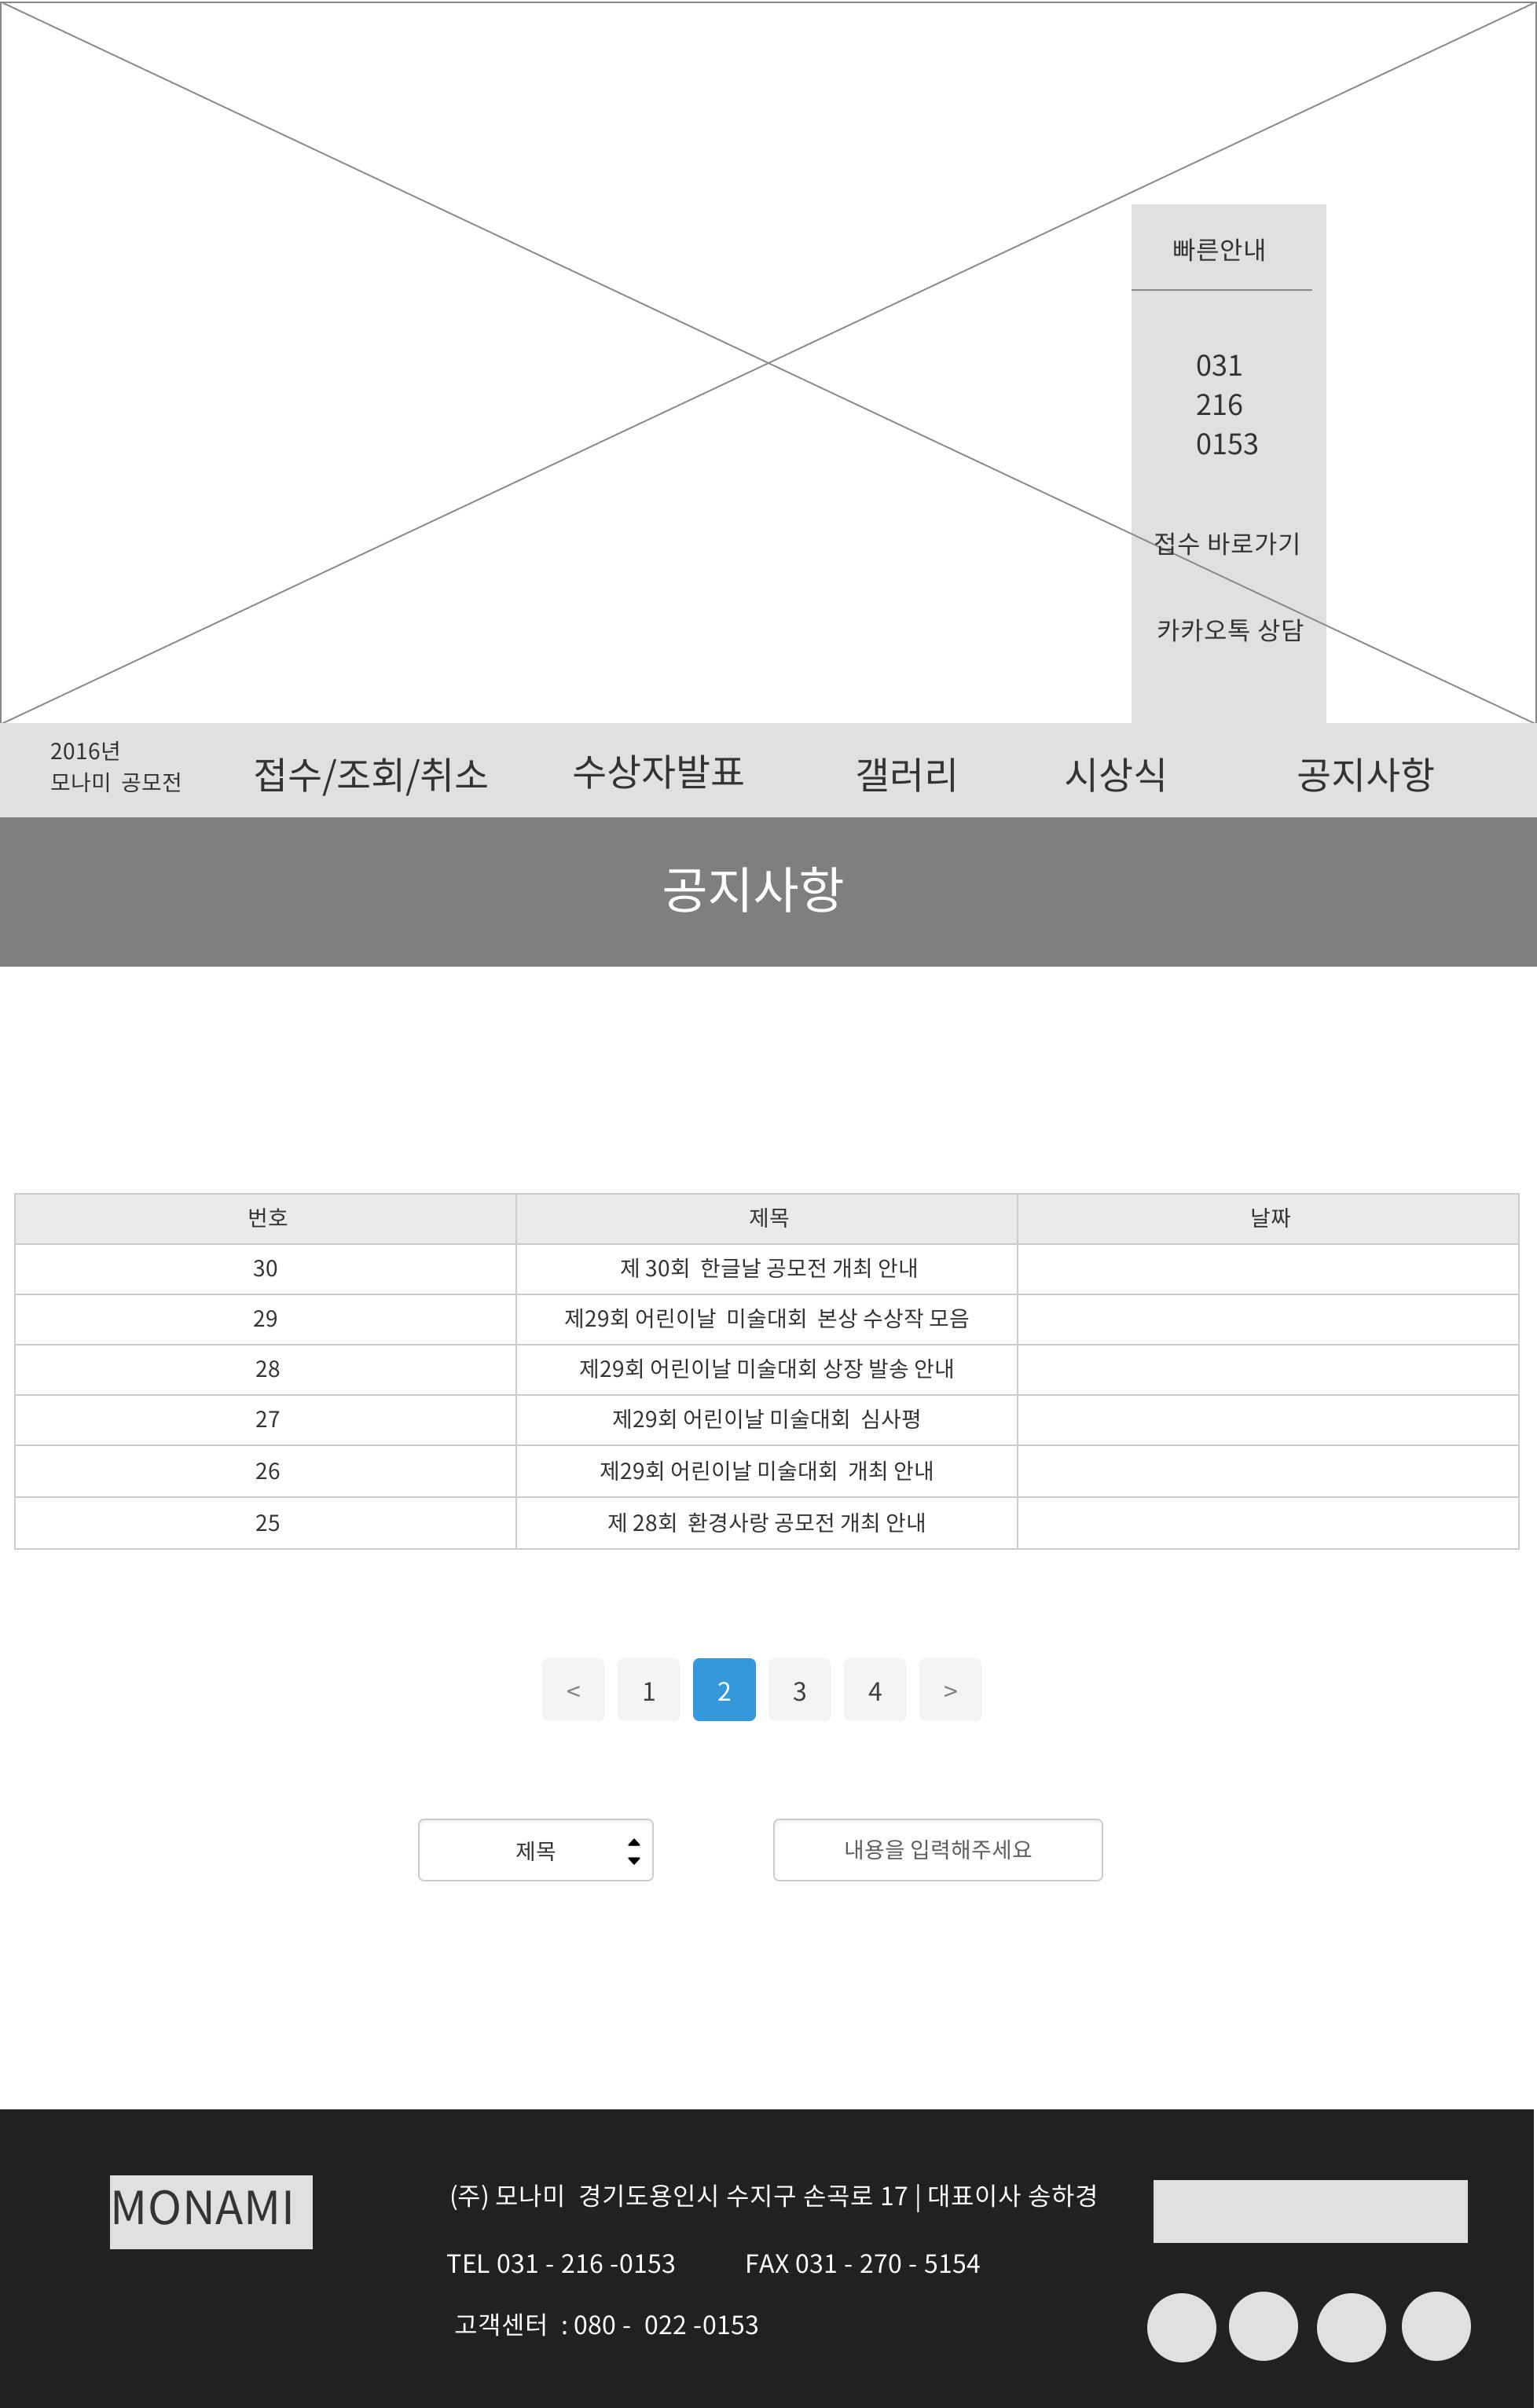 빠른안내
031
216
0153
접수 바로가기
카카오톡 상담
2016년
모나미 공모전
접수/조회/취소
수상자발표
갤러리
시상식
공지사항
공지사항
번호 제목 날짜
30 제 30회 한글날 공모전 개최 안내
29 제29회 어린이날 미술대회 본상 수상작 모음
28 제29회 어린이날 미술대회 상장 발송 안내
27 제29회 어린이날 미술대회 심사평
26 제29회 어린이날 미술대회 개최 안내
25 제 28회 환경사랑 공모전 개최 안내
< 1 2 3 4 >
제목
내용을 입력해주세요
MONAMI
(주) 모나미 경기도용인시 수지구 손곡로 17 | 대표이사 송하경
TEL 031 - 216 -0153 FAX 031 - 270 - 5154
고객센터 : 080 - 022 -0153